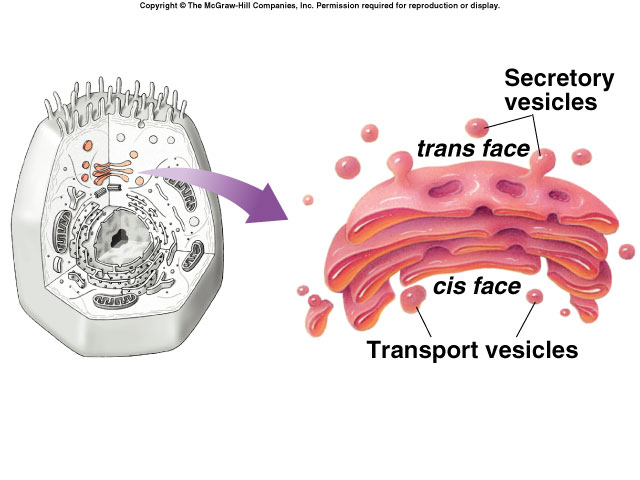 Copyright © The McGraw-Hill Companies, Inc. Permission required for reproduction or display.
Secretory
vesicles
trans face
cis face
Transport vesicles